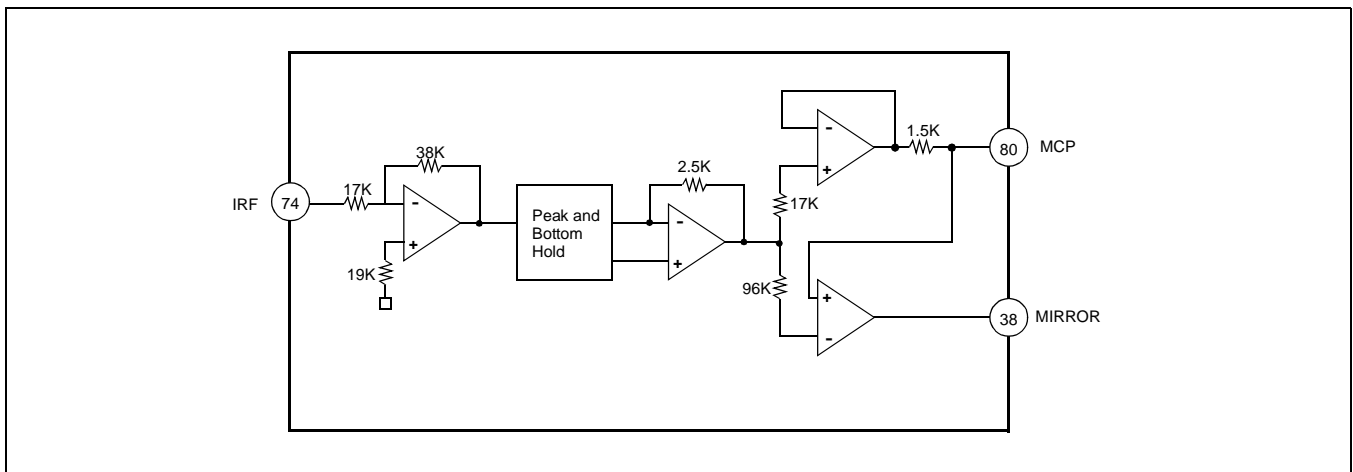 IRF
74
17K
38K
-
+
19K
Peak and
Bottom
Hold
2.5K
-
+
17K
96K
-
+
1.5K
80
MCP
+
-
38
MIRROR